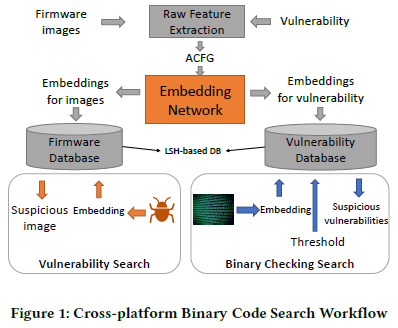 Firmware
images
Raw Feature
Extraction
Vulnerability
ACFG
Embeddings
for images
Embedding
Network
Embeddings
for vulnerability
Firmware
Database
LSH-based DB
Vulnerability
Database
Suspicious
image
Embedding
Vulnerability Search
Embedding
Suspicious
vulnerabilities
Threshold
Binary Checking Search
Figure 1: Cross-platform Binary Code Search Workflow